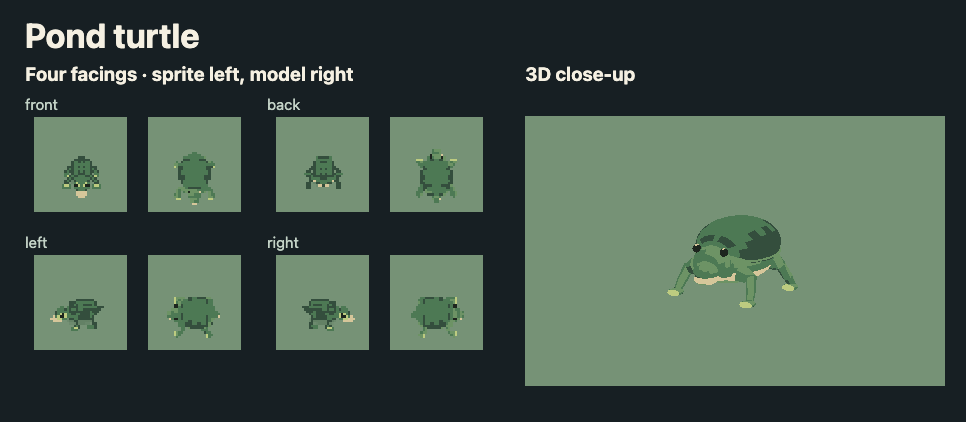 Pond turtle
Four facings · sprite left, model right
3D close-up
front
back
left
right